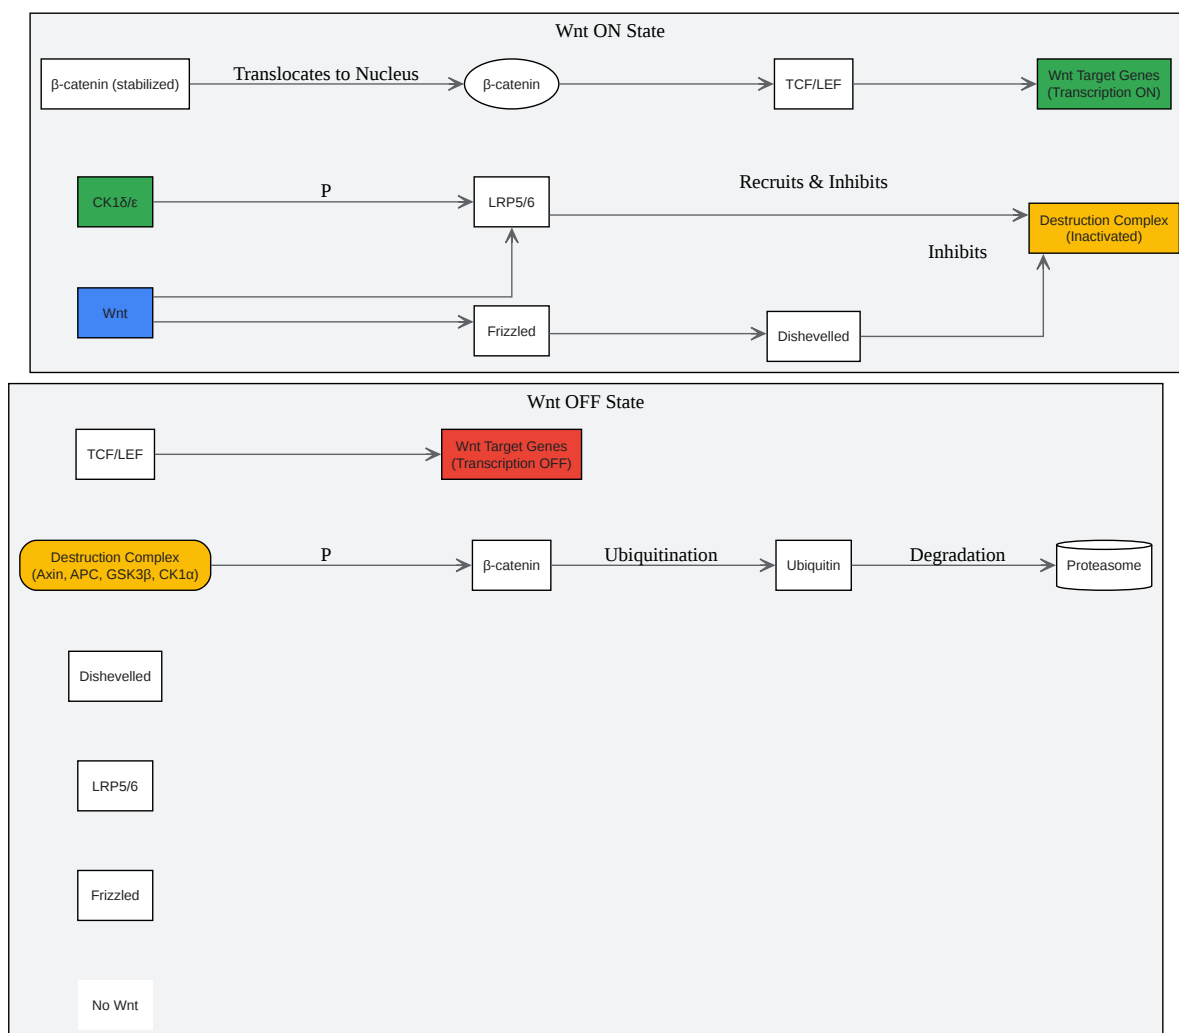 Wnt ON State
β-catenin (stabilized)
Translocates to Nucleus
β-catenin
TCF/LEF
Wnt Target Genes
(Transcription ON)
CK1δ/ε
P
LRP5/6
Recruits & Inhibits
Destruction Complex
(Inactivated)
Inhibits
Wnt
Frizzled
Dishevelled
Wnt OFF State
TCF/LEF
Wnt Target Genes
(Transcription OFF)
Destruction Complex
(Axin, APC, GSK3β, CK1α)
P
β-catenin
Ubiquitination
Ubiquitin
Degradation
Proteasome
Dishevelled
LRP5/6
Frizzled
No Wnt